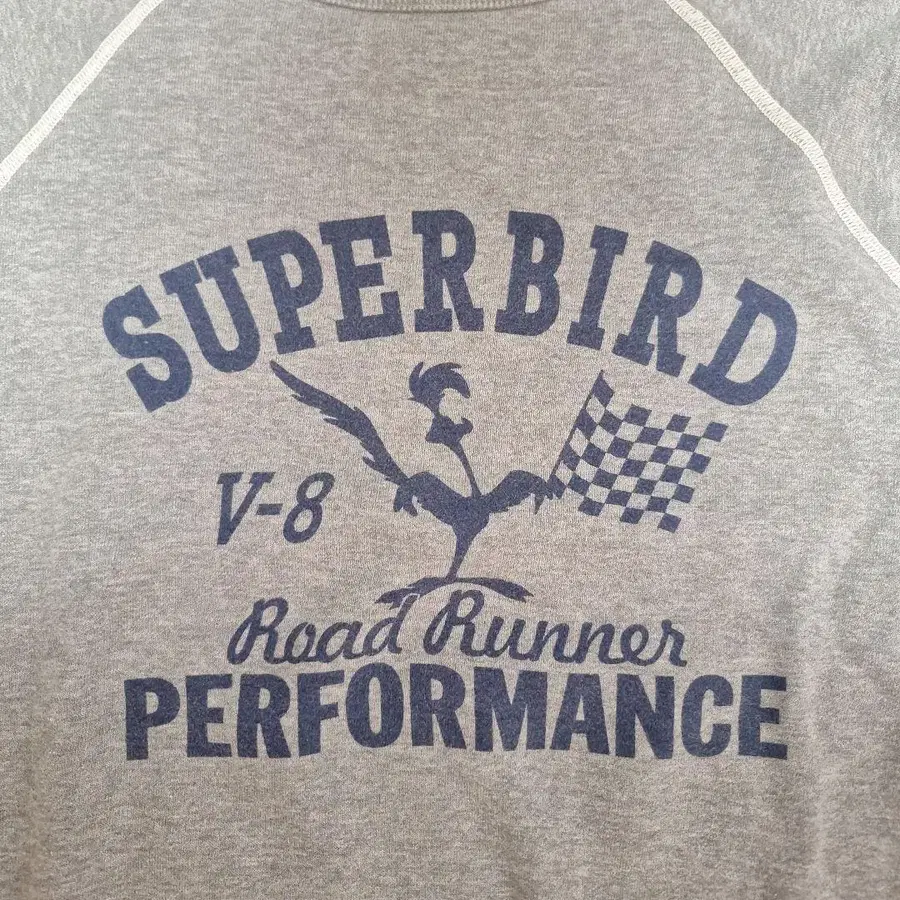 SUPERBIRD
V-8
Road Runner
PERFORMANCE